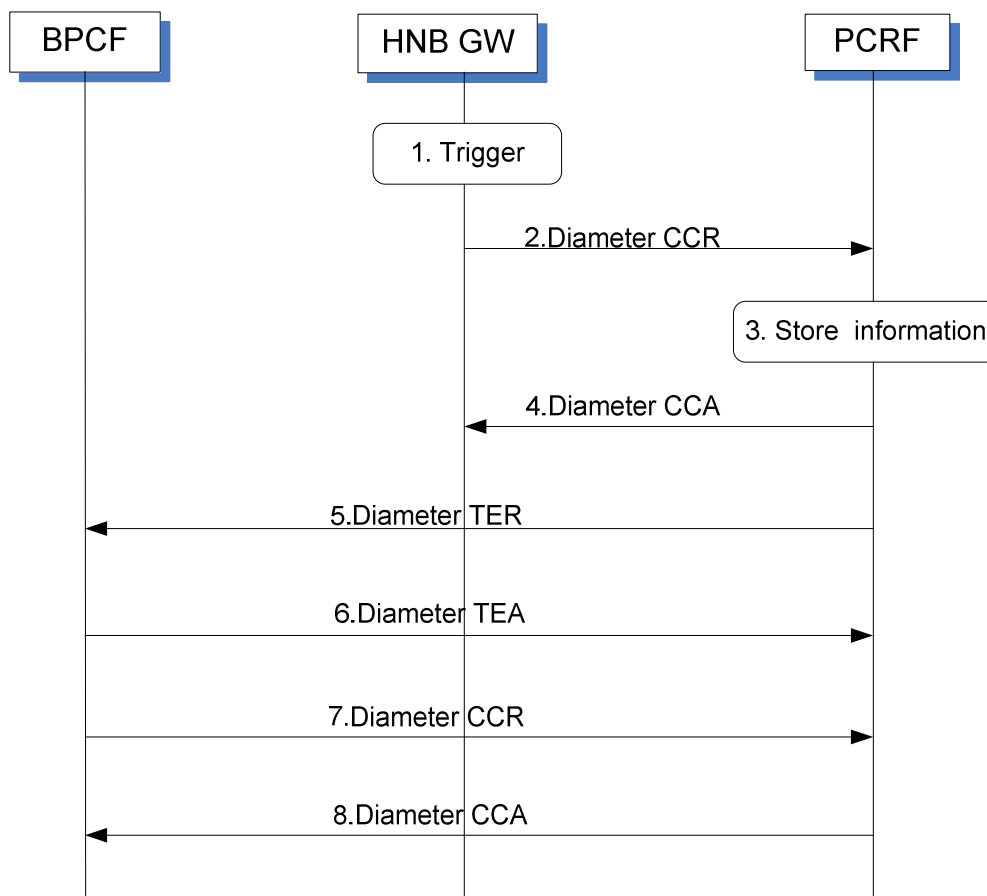 BPCF
HNB GW
PCRF
1. Trigger
2.Diameter CCR
3. Store information
4.Diameter CCA
5.Diameter TER
6.Diameter TEA
7.Diameter CCR
8.Diameter CCA